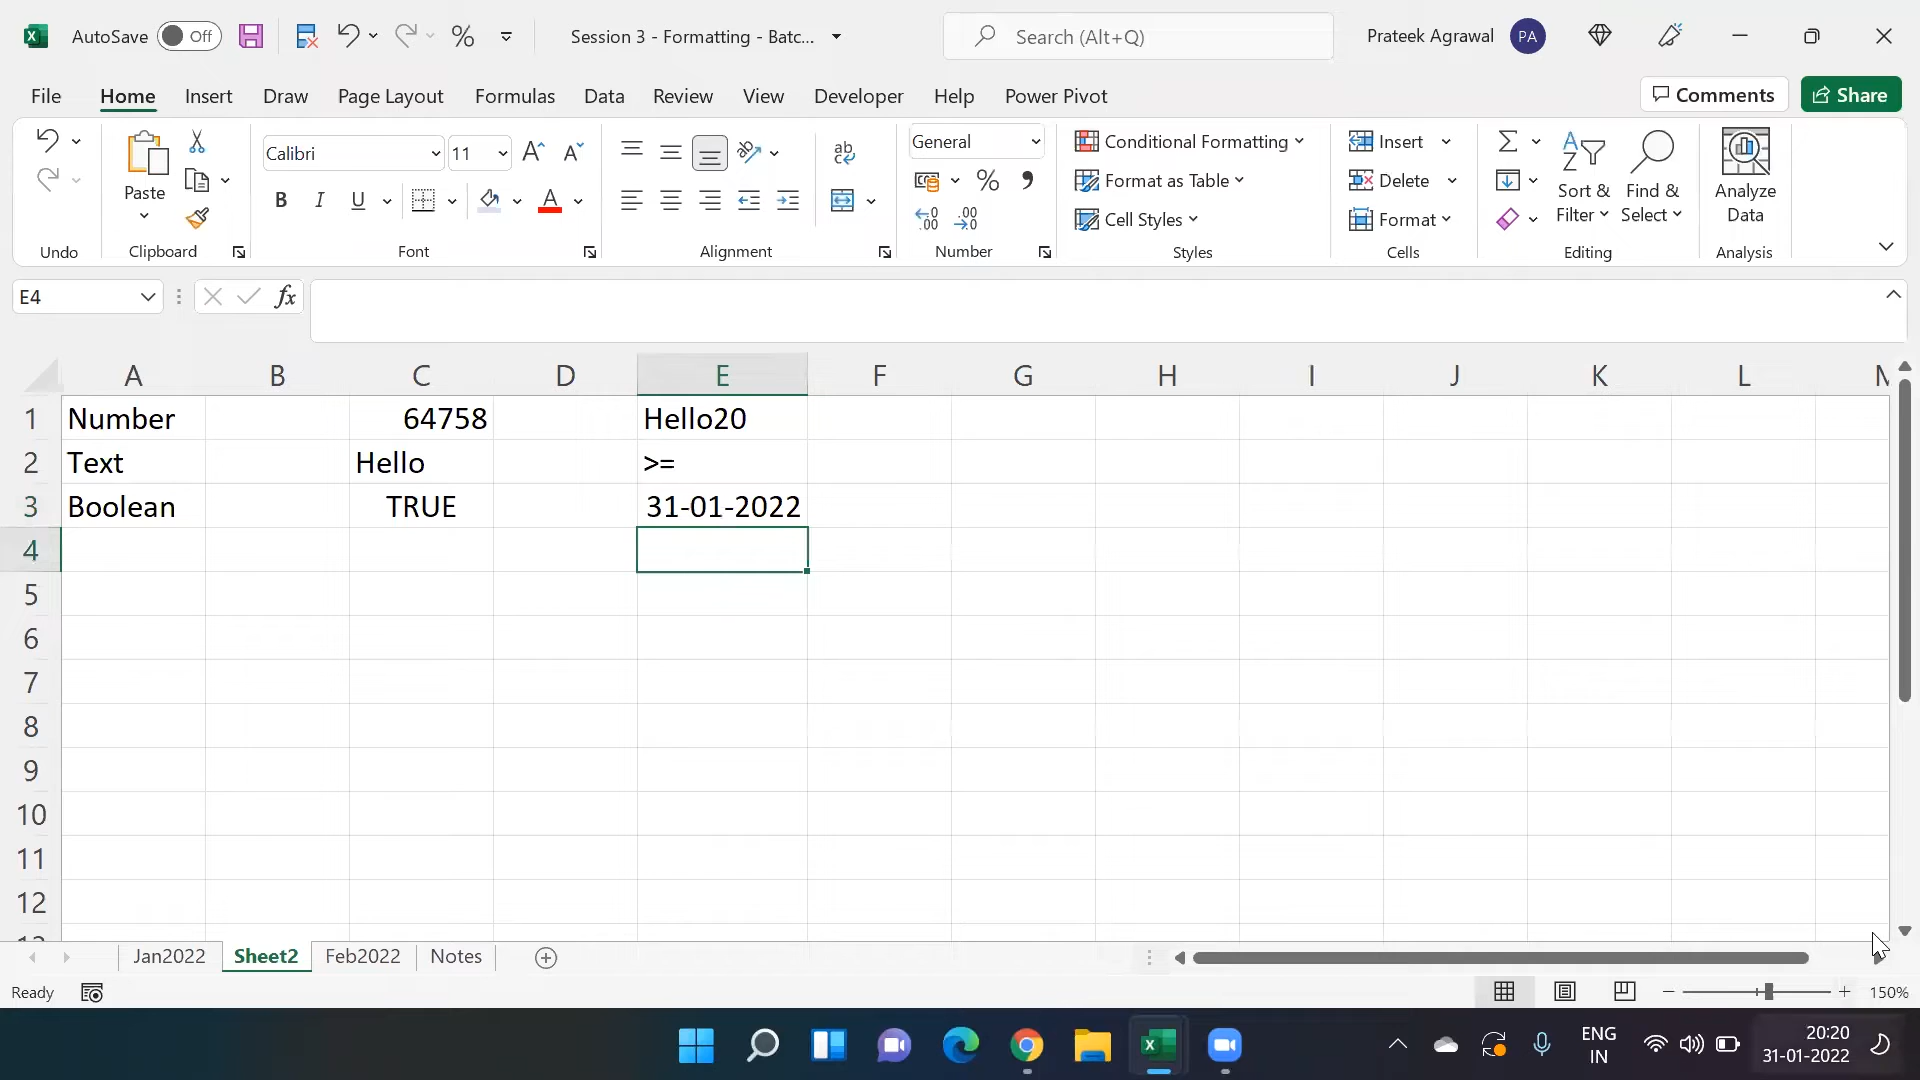 AutoSave Off Session 3 - Formatting - Batc... Search (Alt+Q) Prateek Agrawal PA
File Home Insert Draw Page Layout Formulas Data Review View Developer Help Power Pivot Comments Share
Calibri 11 General Conditional Formatting Insert
Paste Format as Table Delete Sort & Filter Find & Select Analyze Data
B I U Cell Styles Format
Undo Clipboard Font Alignment Number Styles Cells Editing Analysis
E4 fx
A B C D E F G H I J K L
1 Number 64758 Hello20
2 Text Hello >=
3 Boolean TRUE 31-01-2022
4
5
6
7
8
9
10
11
12
Jan2022 Sheet2 Feb2022 Notes
Ready 150%
ENG 20:20
IN 31-01-2022